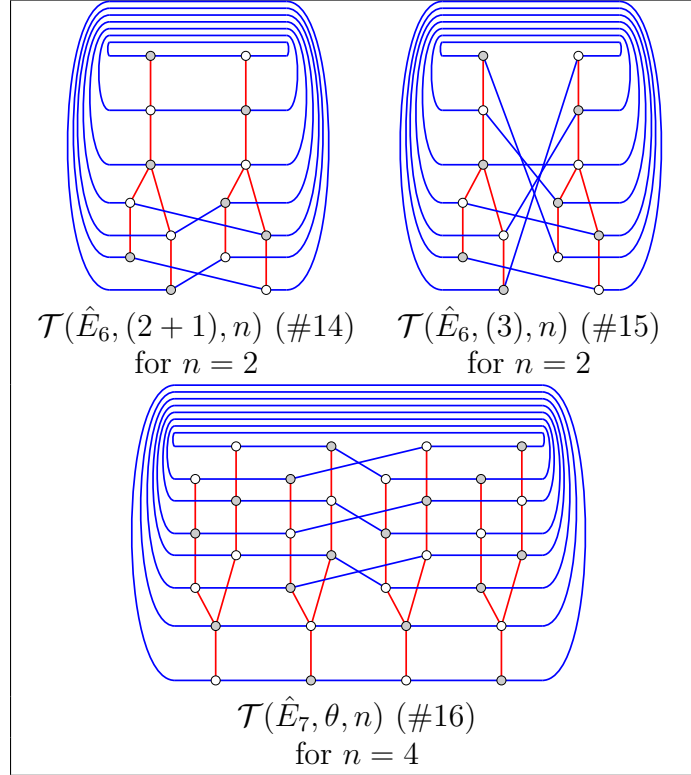 𝒯(Ê₆, (2 + 1), n) (#14)
for n = 2
𝒯(Ê₆, (3), n) (#15)
for n = 2
𝒯(Ê₇, θ, n) (#16)
for n = 4